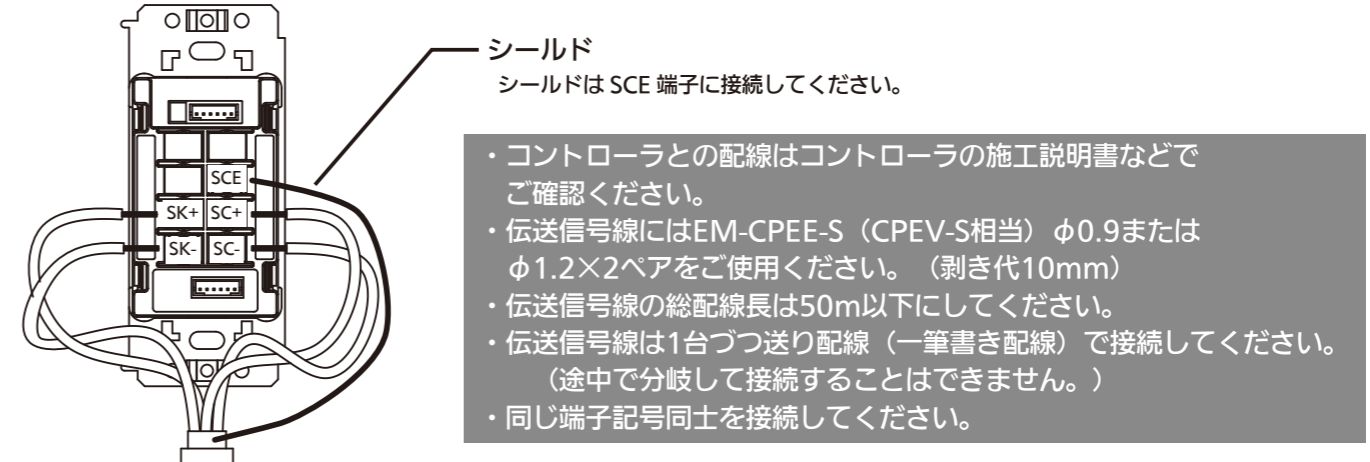 シールド
シールドは SCE 端子に接続してください。
SCE
SK+ SC+
SK- SC-
・コントローラとの配線はコントローラの施工説明書などで
ご確認ください。
・伝送信号線にはEM-CPEE-S（CPEV-S相当）φ0.9または
φ1.2×2ペアをご使用ください。（剥き代10mm）
・伝送信号線の総配線長は50m以下にしてください。
・伝送信号線は1台づつ送り配線（一筆書き配線）で接続してください。
（途中で分岐して接続することはできません。）
・同じ端子記号同士を接続してください。